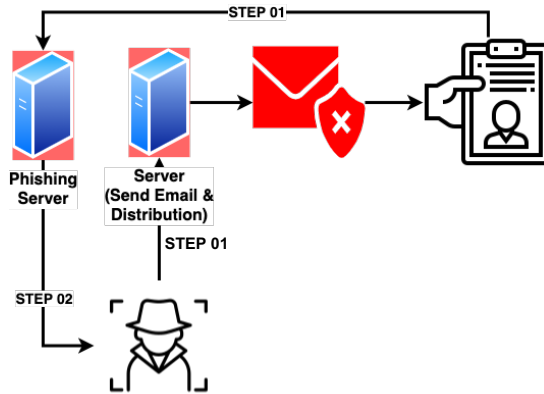 STEP 01
Phishing
Server
Server
(Send Email &
Distribution)
STEP 01
STEP 02